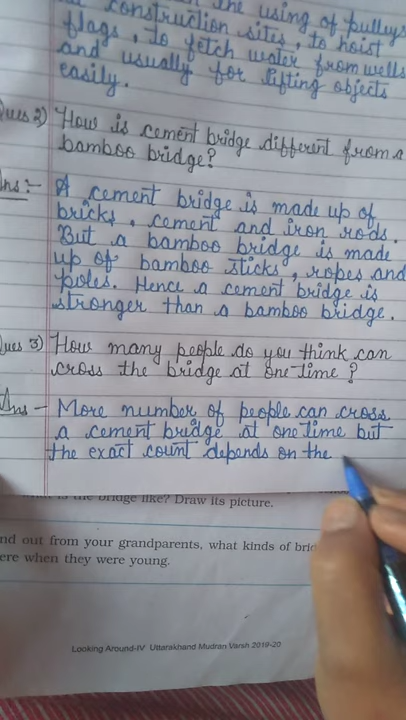 construction sites, to hoist
flags, to fetch water from wells
and usually for lifting objects
easily.
Ques 2) How is cement bridge different from a
bamboo bridge?
Ans :- A cement bridge is made up of
bricks, cement and iron rods.
But a bamboo bridge is made
up of bamboo sticks, ropes and
poles. Hence a cement bridge is
stronger than a bamboo bridge.
Ques 3) How many people do you think can
cross the bridge at one-time?
Ans - More number of people can cross
a cement bridge at one time but
the exact count depends on the
is the bridge like? Draw its picture.
nd out from your grandparents, what kinds of
ere when they were young.
Looking Around-IV Uttarakhand Mudran Varsh 2019-20